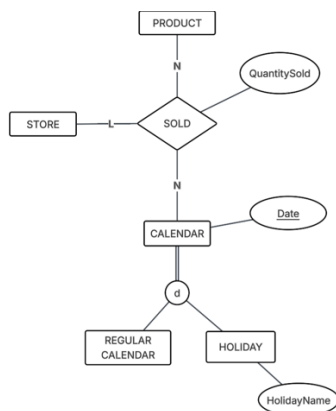 PRODUCT
N
QuantitySold
STORE
L
SOLD
N
CALENDAR
Date
d
REGULAR
CALENDAR
HOLIDAY
HolidayName